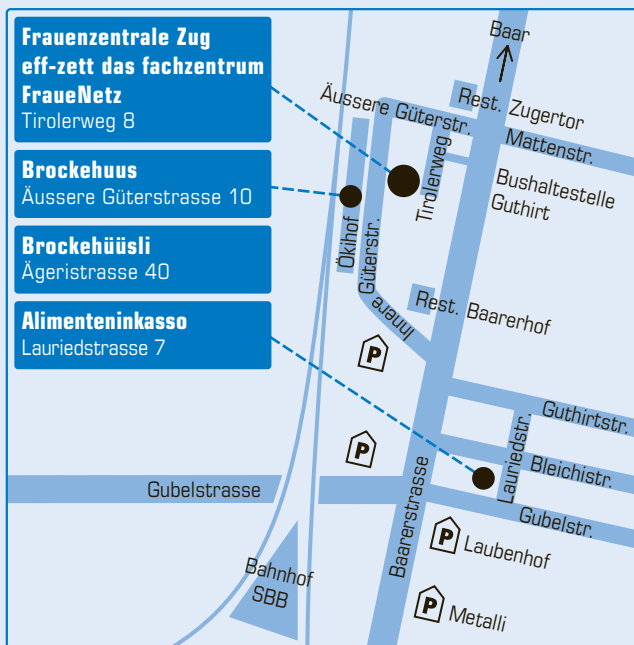 Frauenzentrale Zug
eff-zett das fachzentrum
FraueNetz
Tirolerweg 8
Brockehuus
Äussere Güterstrasse 10
Brockehüüsli
Ägeristrasse 40
Alimenteninkasso
Lauriedstrasse 7
Baar
Rest. Zugertor
Äussere Güterstr.
Mattenstr.
Tirolerweg
Bushaltestelle
Guthirt
Ökihof
Güterstr.
Innere
Rest. Baarerhof
P
Guthirtstr.
Lauriedstr.
P
Bleichistr.
Gubelstrasse
Baarerstrasse
Gubelstr.
P Laubenhof
Bahnhof
SBB
P Metalli